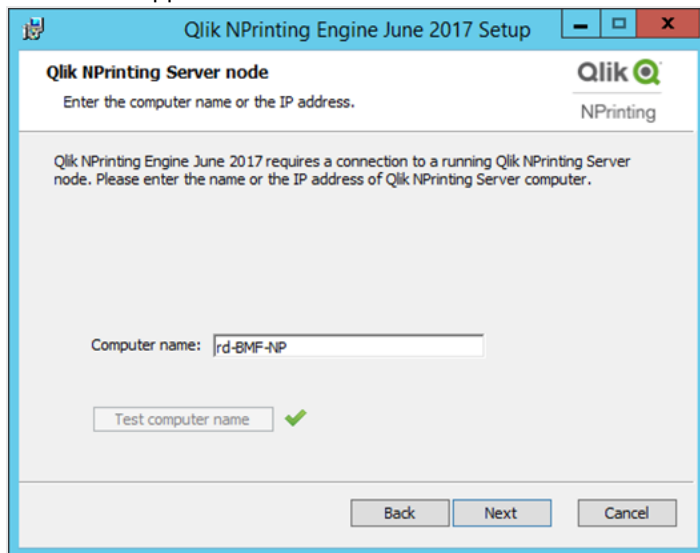 Qlik NPrinting Engine June 2017 Setup
Qlik NPrinting Server node
Enter the computer name or the IP address.
Qlik
NPrinting
Qlik NPrinting Engine June 2017 requires a connection to a running Qlik NPrinting Server
node. Please enter the name or the IP address of Qlik NPrinting Server computer.
Computer name: rd-BMF-NP
Test computer name
Back Next Cancel